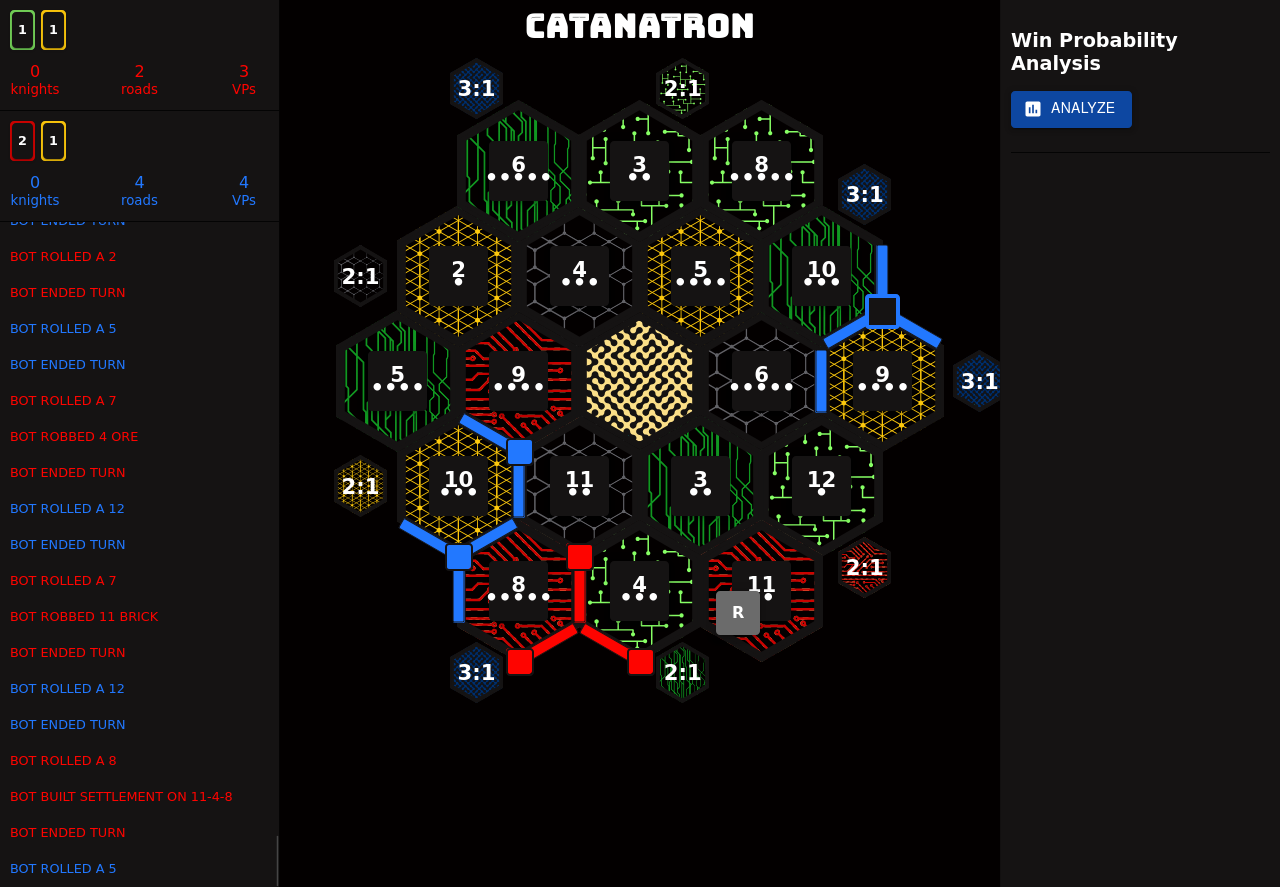 1 1
0 2 3
knights roads VPs
2 1
0 4 4
knights roads VPs
BOT ENDED TURN
BOT ROLLED A 2
BOT ENDED TURN
BOT ROLLED A 5
BOT ENDED TURN
BOT ROLLED A 7
BOT ROBBED 4 ORE
BOT ENDED TURN
BOT ROLLED A 12
BOT ENDED TURN
BOT ROLLED A 7
BOT ROBBED 11 BRICK
BOT ENDED TURN
BOT ROLLED A 12
BOT ENDED TURN
BOT ROLLED A 8
BOT BUILT SETTLEMENT ON 11-4-8
BOT ENDED TURN
BOT ROLLED A 5
CATANATRON
3:1 2:1
6 3 8
3:1
2:1 2 4 5 10
5 9 6 9 3:1
2:1 10 11 3 12
2:1
8 4 11
R
3:1 2:1
Win Probability
Analysis
ANALYZE